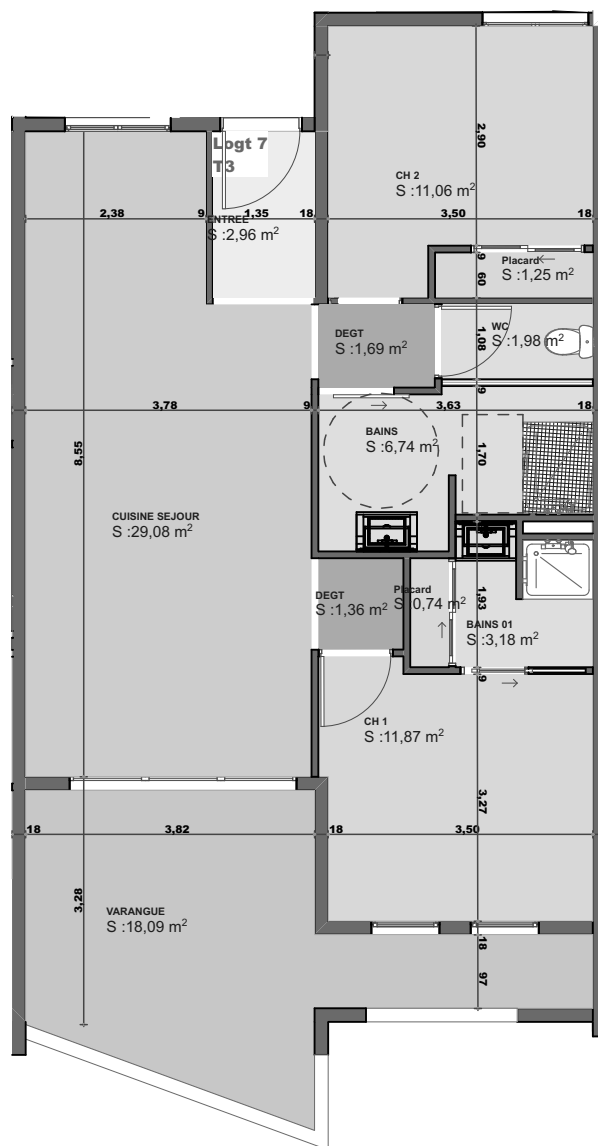 Logt 7
T3
2,90
CH 2
S :11,06 m²
2,38
9
1,35
18
3,50
18
ENTREE
S :2,96 m²
9
60
Placard
S :1,25 m²
DEGT
S :1,69 m²
1,08
WC
S :1,98 m²
9
3,78
9
3,63
18
8,55
BAINS
S :6,74 m²
1,70
CUISINE SEJOUR
S :29,08 m²
DEGT
S :1,36 m²
Placard
S :0,74 m²
1,93
BAINS 01
S :3,18 m²
9
CH 1
S :11,87 m²
3,27
18
3,82
18
3,50
3,28
VARANGUE
S :18,09 m²
18
97